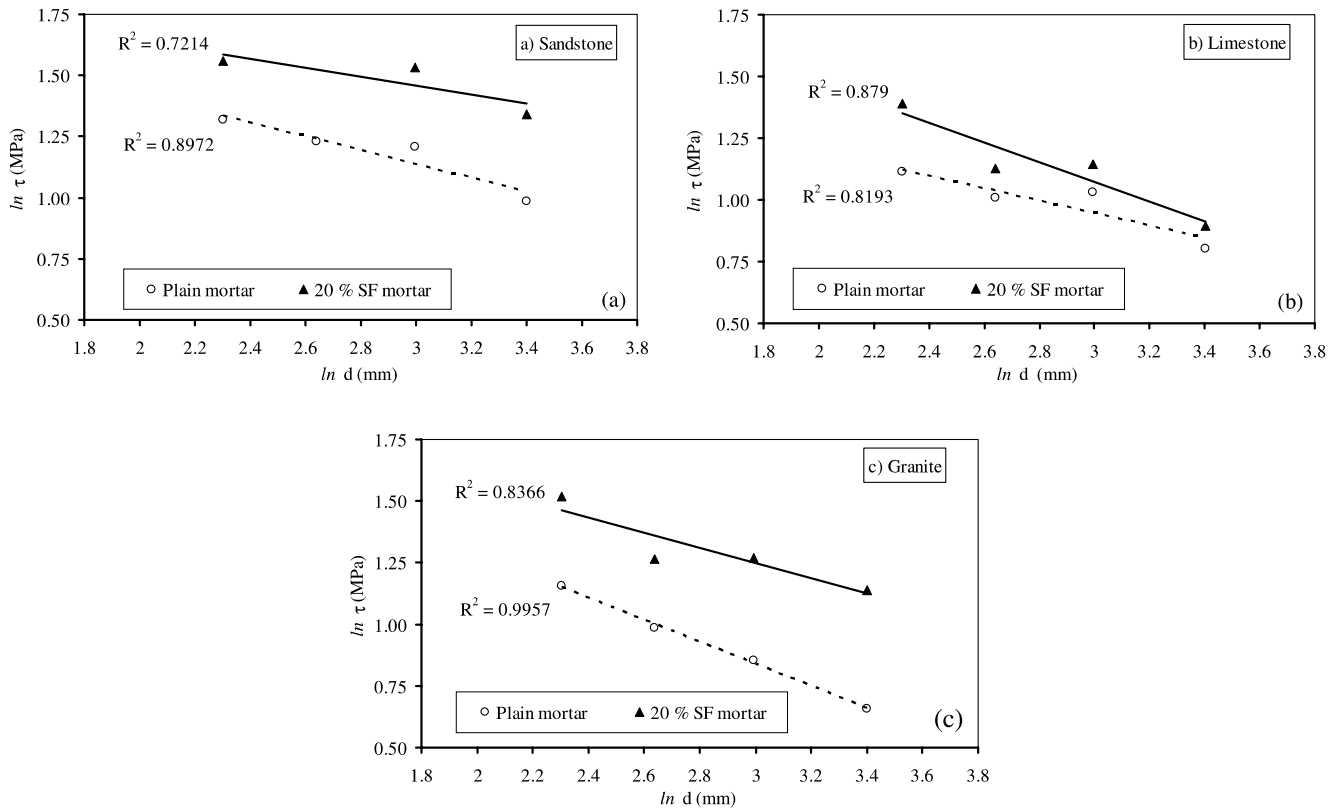 1.75
1.50
1.25
1.00
0.75
0.50
ln τ (MPa)
R² = 0.7214
R² = 0.8972
a) Sandstone
Plain mortar
20 % SF mortar
(a)
1.8 2 2.2 2.4 2.6 2.8 3 3.2 3.4 3.6 3.8
ln d (mm)
1.75
1.50
1.25
1.00
0.75
0.50
ln τ (MPa)
b) Limestone
R² = 0.879
R² = 0.8193
Plain mortar
20 % SF mortar
(b)
1.8 2 2.2 2.4 2.6 2.8 3 3.2 3.4 3.6 3.8
ln d (mm)
1.75
1.50
1.25
1.00
0.75
0.50
ln τ (MPa)
c) Granite
R² = 0.8366
R² = 0.9957
Plain mortar
20 % SF mortar
(c)
1.8 2 2.2 2.4 2.6 2.8 3 3.2 3.4 3.6 3.8
ln d (mm)